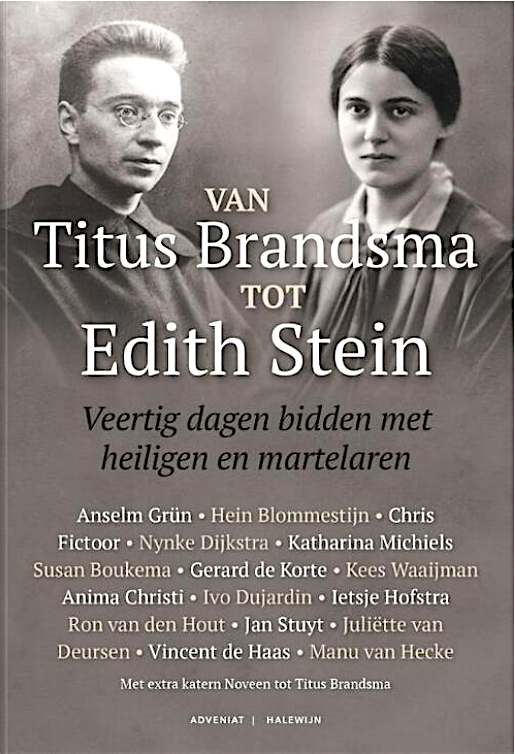 VAN
Titus Brandsma
TOT
Edith Stein
Veertig dagen bidden met
heiligen en martelaren
Anselm Grün • Hein Blommestijn • Chris
Fictoor • Nynke Dijkstra • Katharina Michiels
Susan Boukema • Gerard de Korte • Kees Waaijman
Anima Christi • Ivo Dujardin • Ietsje Hofstra
Ron van den Hout • Jan Stuyt • Juliëtte van
Deursen • Vincent de Haas • Manu van Hecke
Met extra katern Noveen tot Titus Brandsma
ADVENIAT | HALEWIJN